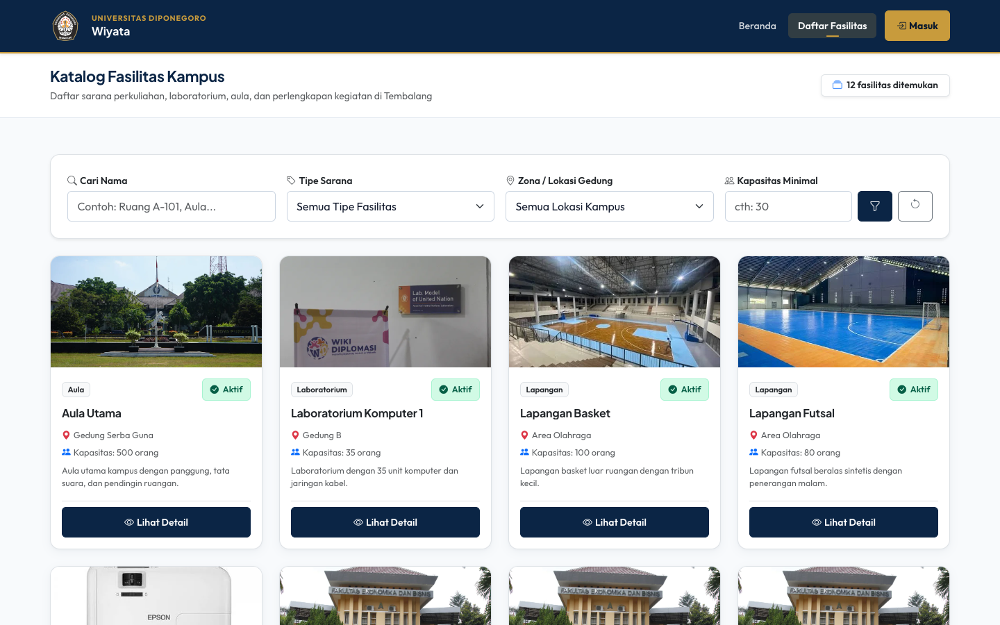 UNIVERSITAS DIPONEGORO
Wiyata
Beranda
Daftar Fasilitas
Masuk
Katalog Fasilitas Kampus
Daftar sarana perkuliahan, laboratorium, aula, dan perlengkapan kegiatan di Tembalang
12 fasilitas ditemukan
Cari Nama
Tipe Sarana
Zona / Lokasi Gedung
Kapasitas Minimal
Contoh: Ruang A-101, Aula...
Semua Tipe Fasilitas
Semua Lokasi Kampus
cth: 30
Lab. Model
of United Nation
WIKI
DIPLOMASI
Aula
Aktif
Aula Utama
Gedung Serba Guna
Kapasitas: 500 orang
Aula utama kampus dengan panggung, tata
suara, dan pendingin ruangan.
Lihat Detail
Laboratorium
Aktif
Laboratorium Komputer 1
Gedung B
Kapasitas: 35 orang
Laboratorium dengan 35 unit komputer dan
jaringan kabel.
Lihat Detail
Lapangan
Aktif
Lapangan Basket
Area Olahraga
Kapasitas: 100 orang
Lapangan basket luar ruangan dengan tribun
kecil.
Lihat Detail
Lapangan
Aktif
Lapangan Futsal
Area Olahraga
Kapasitas: 80 orang
Lapangan futsal beralas sintetis dengan
penerangan malam.
Lihat Detail
EPSON
FAKULTAS EKONOMIKA DAN BISNIS
A
FAKULTAS EKONOMIKA DAN BISNIS
A
FAKULTAS EKONOMIKA DAN BISNIS
A